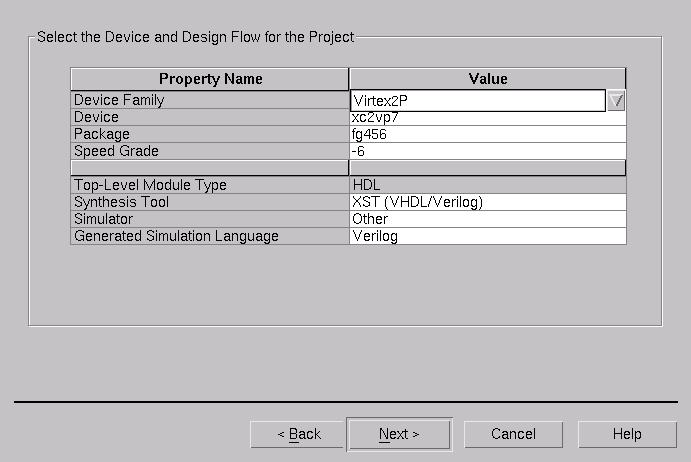 Select the Device and Design Flow for the Project
Property Name Value
Device Family Virtex2P
Device xc2vp7
Package fg456
Speed Grade -6
Top-Level Module Type HDL
Synthesis Tool XST (VHDL/Verilog)
Simulator Other
Generated Simulation Language Verilog
< Back Next > Cancel Help